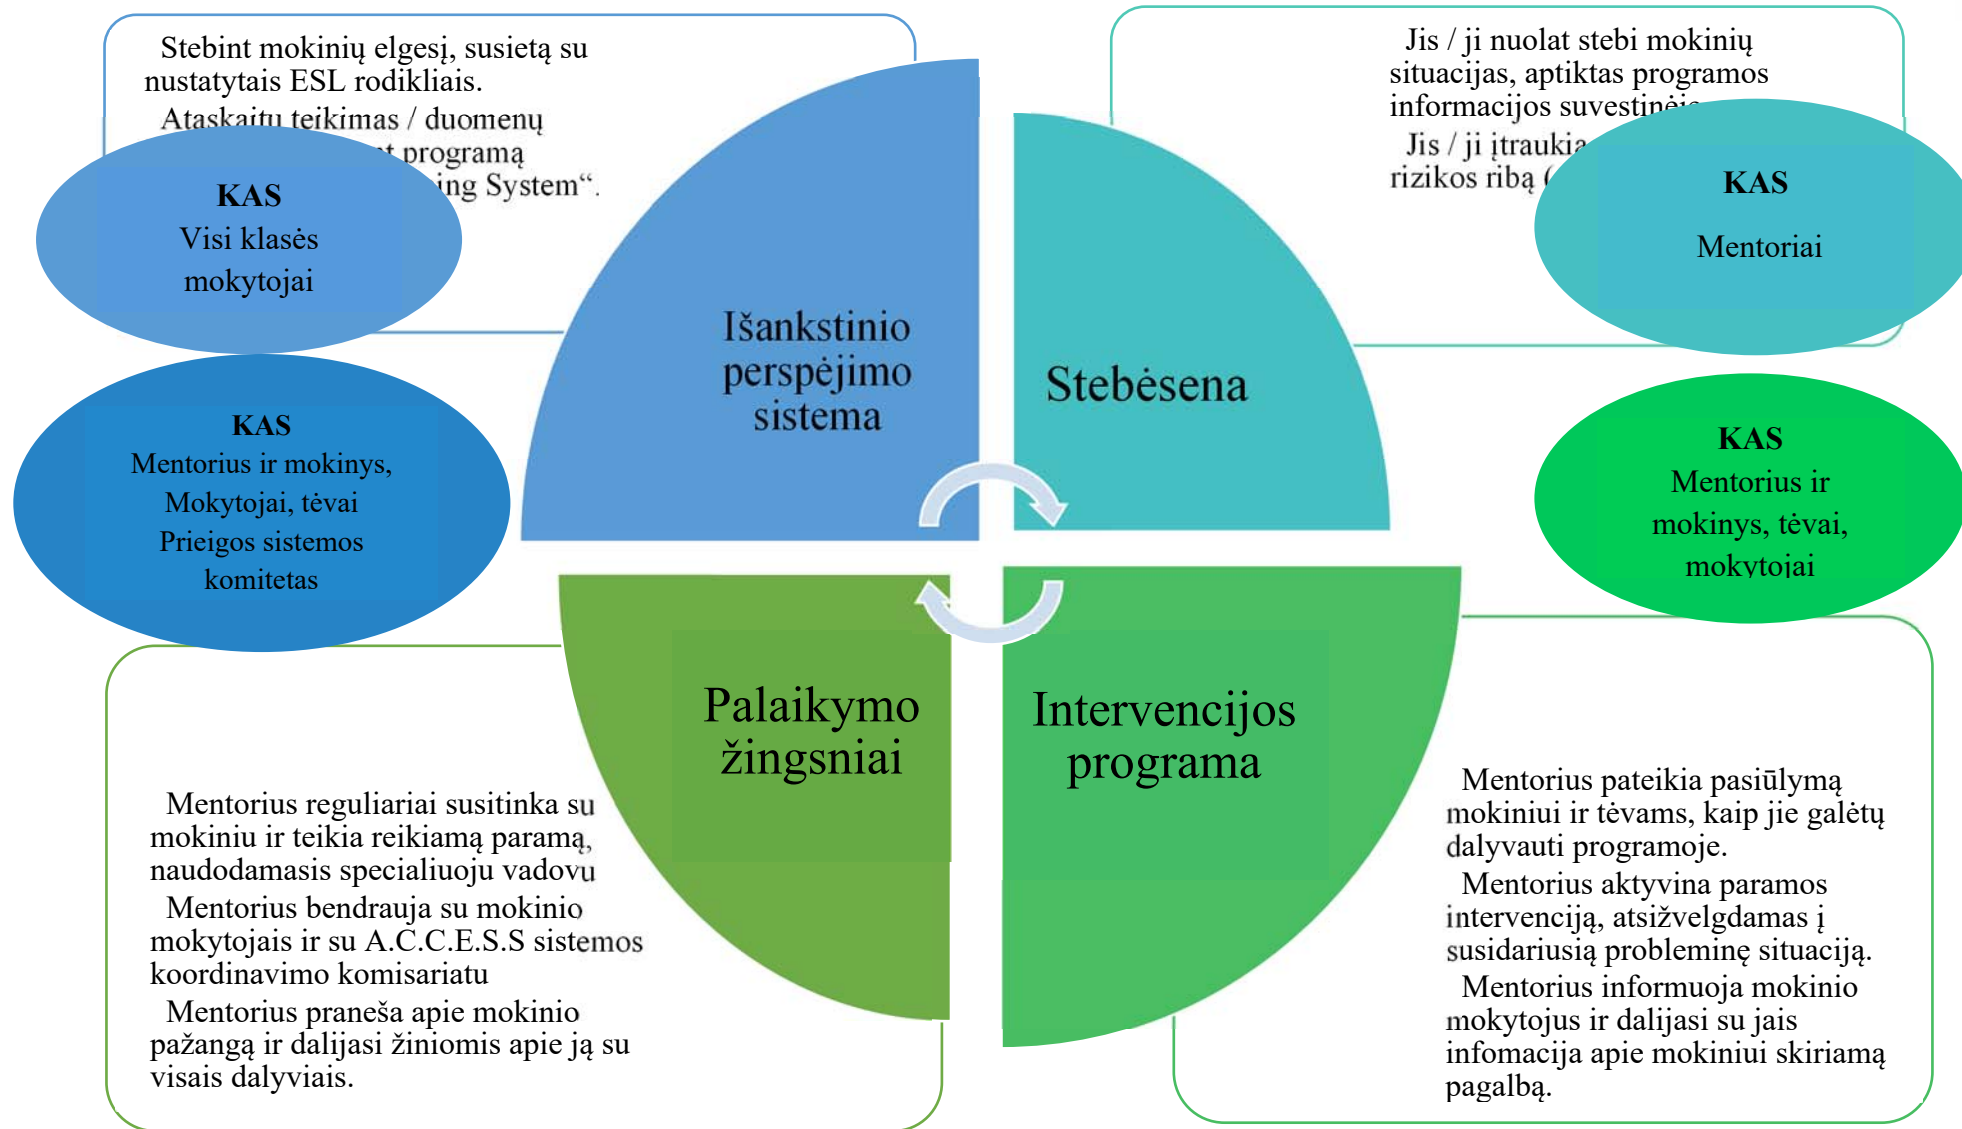 Stebint mokinių elgesį, susietą su
nustatytais ESL rodikliais.
Ataskaitų teikimas / duomenų
programą
ing System“.
KAS
Visi klasės
mokytojai
Išankstinio
perspėjimo
sistema
Jis / ji nuolat stebi mokinių
situacijas, aptiktas programos
informacijos suvestinėje
Jis / ji įtraukia
rizikos ribą (
KAS
Mentoriai
Stebėsena
KAS
Mentorius ir mokinys,
Mokytojai, tėvai
Prieigos sistemos
komitetas
KAS
Mentorius ir
mokinys, tėvai,
mokytojai
Palaikymo
žingsniai
Mentorius reguliariai susitinka su
mokiniu ir teikia reikiamą paramą,
naudodamasis specialiuoju vadovu
Mentorius bendrauja su mokinio
mokytojais ir su A.C.C.E.S.S sistemos
koordinavimo komisariatu
Mentorius praneša apie mokinio
pažangą ir dalijasi žiniomis apie ją su
visais dalyviais.
Intervencijos
programa
Mentorius pateikia pasiūlymą
mokiniui ir tėvams, kaip jie galėtų
dalyvauti programoje.
Mentorius aktyvina paramos
intervenciją, atsižvelgdamas į
susidariusią probleminę situaciją.
Mentorius informuoja mokinio
mokytojus ir dalijasi su jais
infomacija apie mokiniui skiriamą
pagalbą.